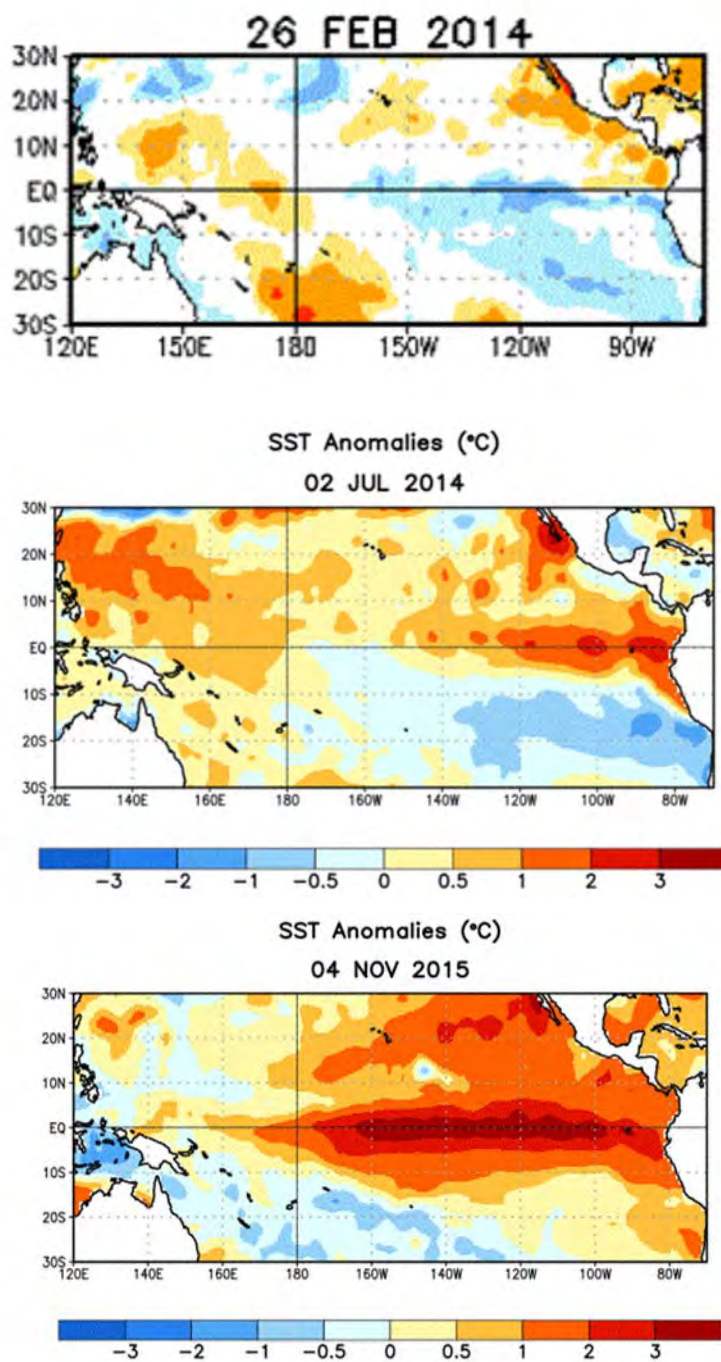 26 FEB 2014
30N
20N
10N
EQ
10S
20S
30S
120E 150E 180 150W 120W 90W
SST Anomalies (°C)
02 JUL 2014
30N
20N
10N
EQ
10S
20S
30S
120E 140E 160E 180 160W 140W 120W 100W 80W
-3 -2 -1 -0.5 0 0.5 1 2 3
SST Anomalies (°C)
04 NOV 2015
30N
20N
10N
EQ
10S
20S
30S
120E 140E 160E 180 160W 140W 120W 100W 80W
-3 -2 -1 -0.5 0 0.5 1 2 3